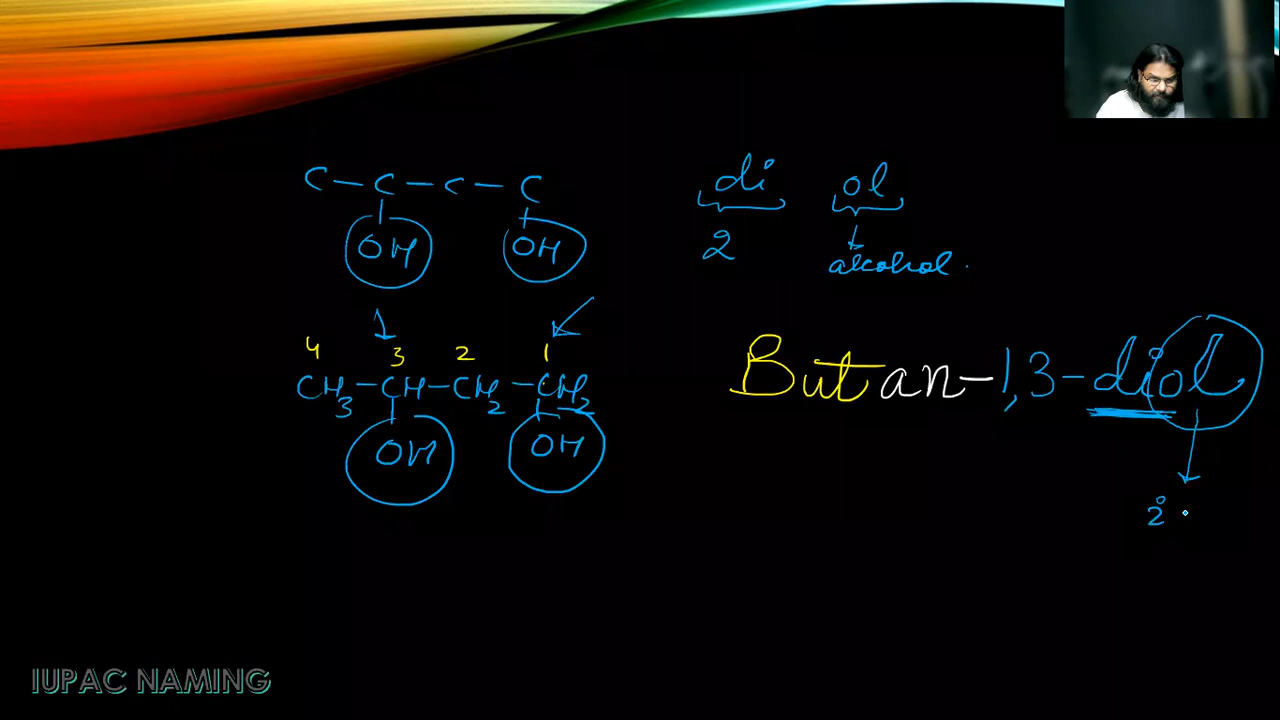 C — C — C — C
OH OH
di ol
2 alcohol
4 3 2 1
CH3 — CH — CH2 — CH2
OH OH
Butan — 1,3 — diol
2°
IUPAC NAMING